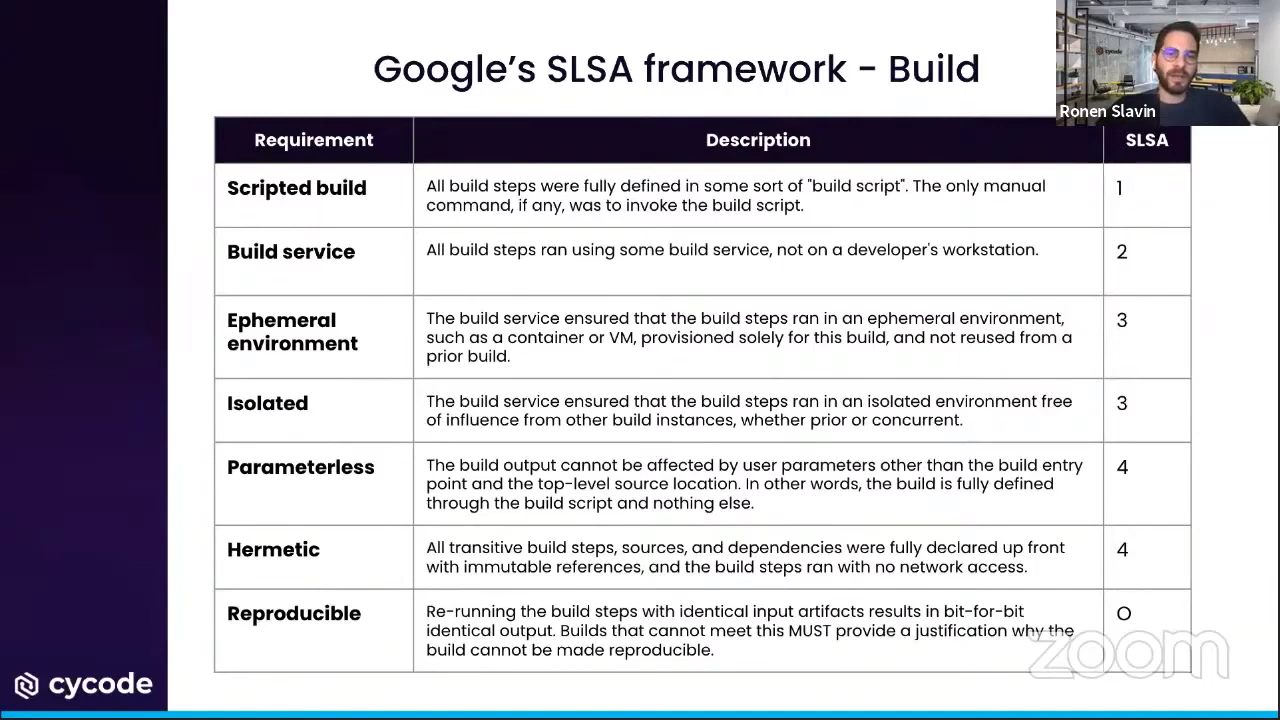 Google's SLSA framework - Build
cycode
Ronen Slavin
Requirement
Description
SLSA
Scripted build
All build steps were fully defined in some sort of "build script". The only manual
command, if any, was to invoke the build script.
1
Build service
All build steps ran using some build service, not on a developer's workstation.
2
Ephemeral
environment
The build service ensured that the build steps ran in an ephemeral environment,
such as a container or VM, provisioned solely for this build, and not reused from a
prior build.
3
Isolated
The build service ensured that the build steps ran in an isolated environment free
of influence from other build instances, whether prior or concurrent.
3
Parameterless
The build output cannot be affected by user parameters other than the build entry
point and the top-level source location. In other words, the build is fully defined
through the build script and nothing else.
4
Hermetic
All transitive build steps, sources, and dependencies were fully declared up front
with immutable references, and the build steps ran with no network access.
4
Reproducible
Re-running the build steps with identical input artifacts results in bit-for-bit
identical output. Builds that cannot meet this MUST provide a justification why the
build cannot be made reproducible.
O
zoom
cycode